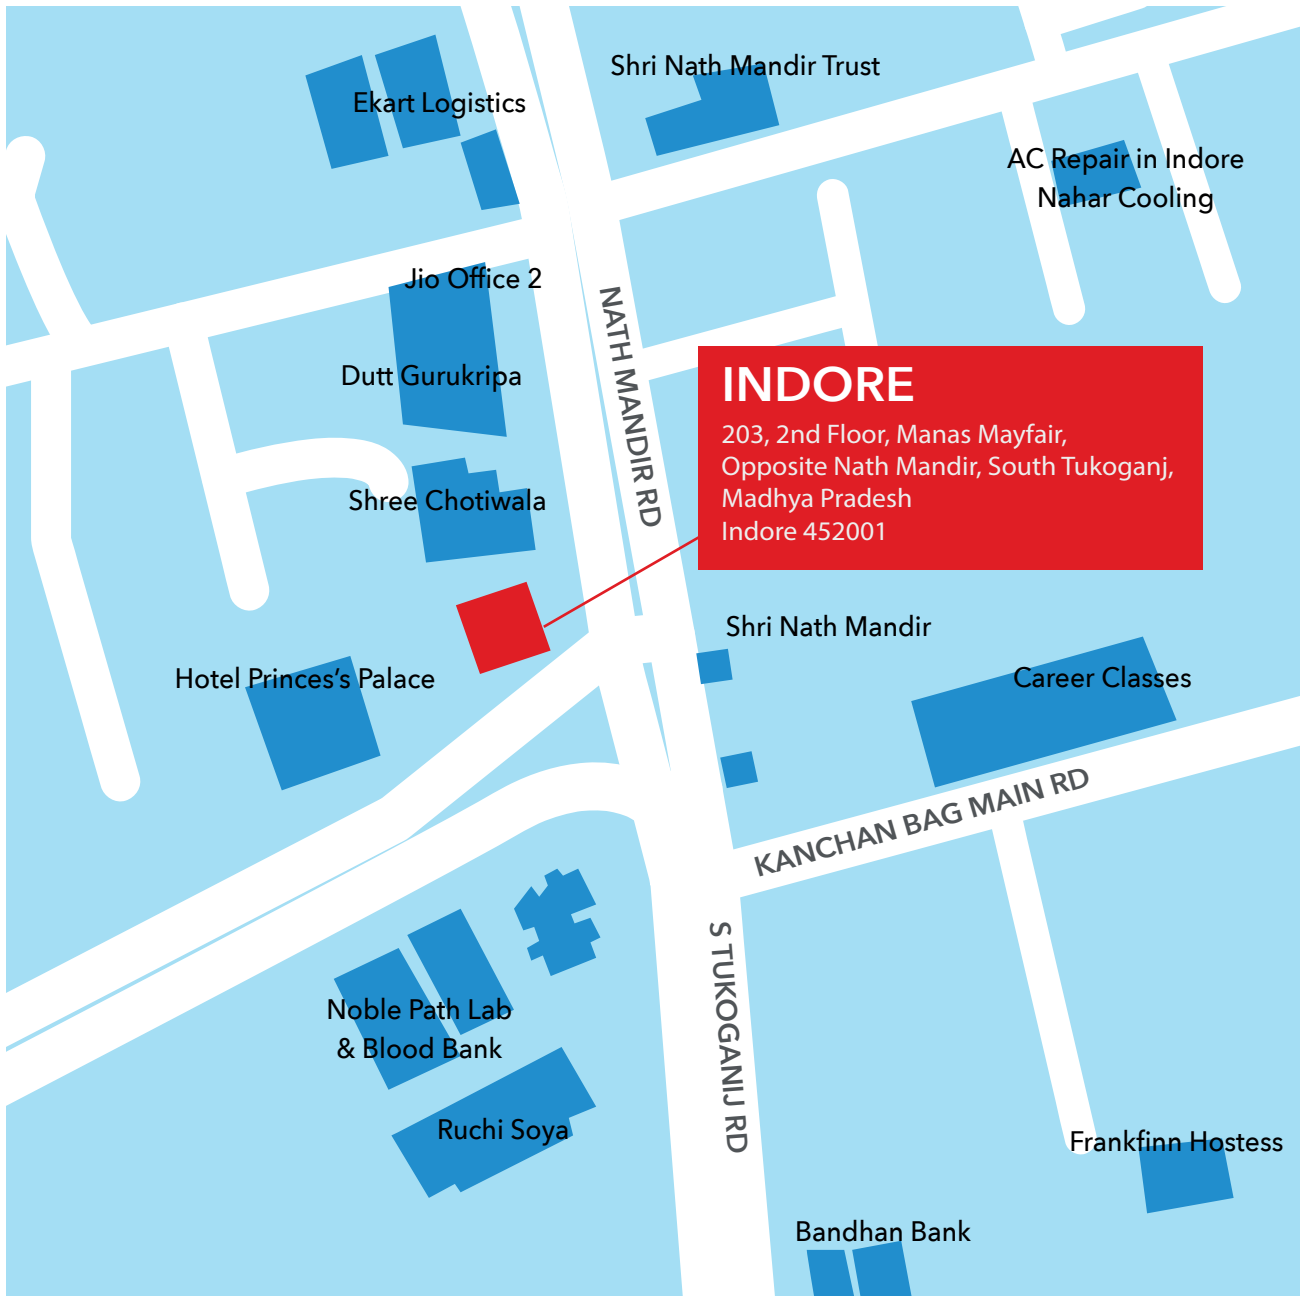 Shri Nath Mandir Trust
Ekart Logistics
AC Repair in Indore
Nahar Cooling
Jio Office 2
NATH MANDIR RD
Dutt Gurukripa
INDORE
203, 2nd Floor, Manas Mayfair,
Opposite Nath Mandir, South Tukoganj,
Madhya Pradesh
Indore 452001
Shree Chotiwala
Shri Nath Mandir
Hotel Princes’s Palace
Career Classes
KANCHAN BAG MAIN RD
S TUKOGANIJ RD
Noble Path Lab
& Blood Bank
Ruchi Soya
Frankfinn Hostess
Bandhan Bank